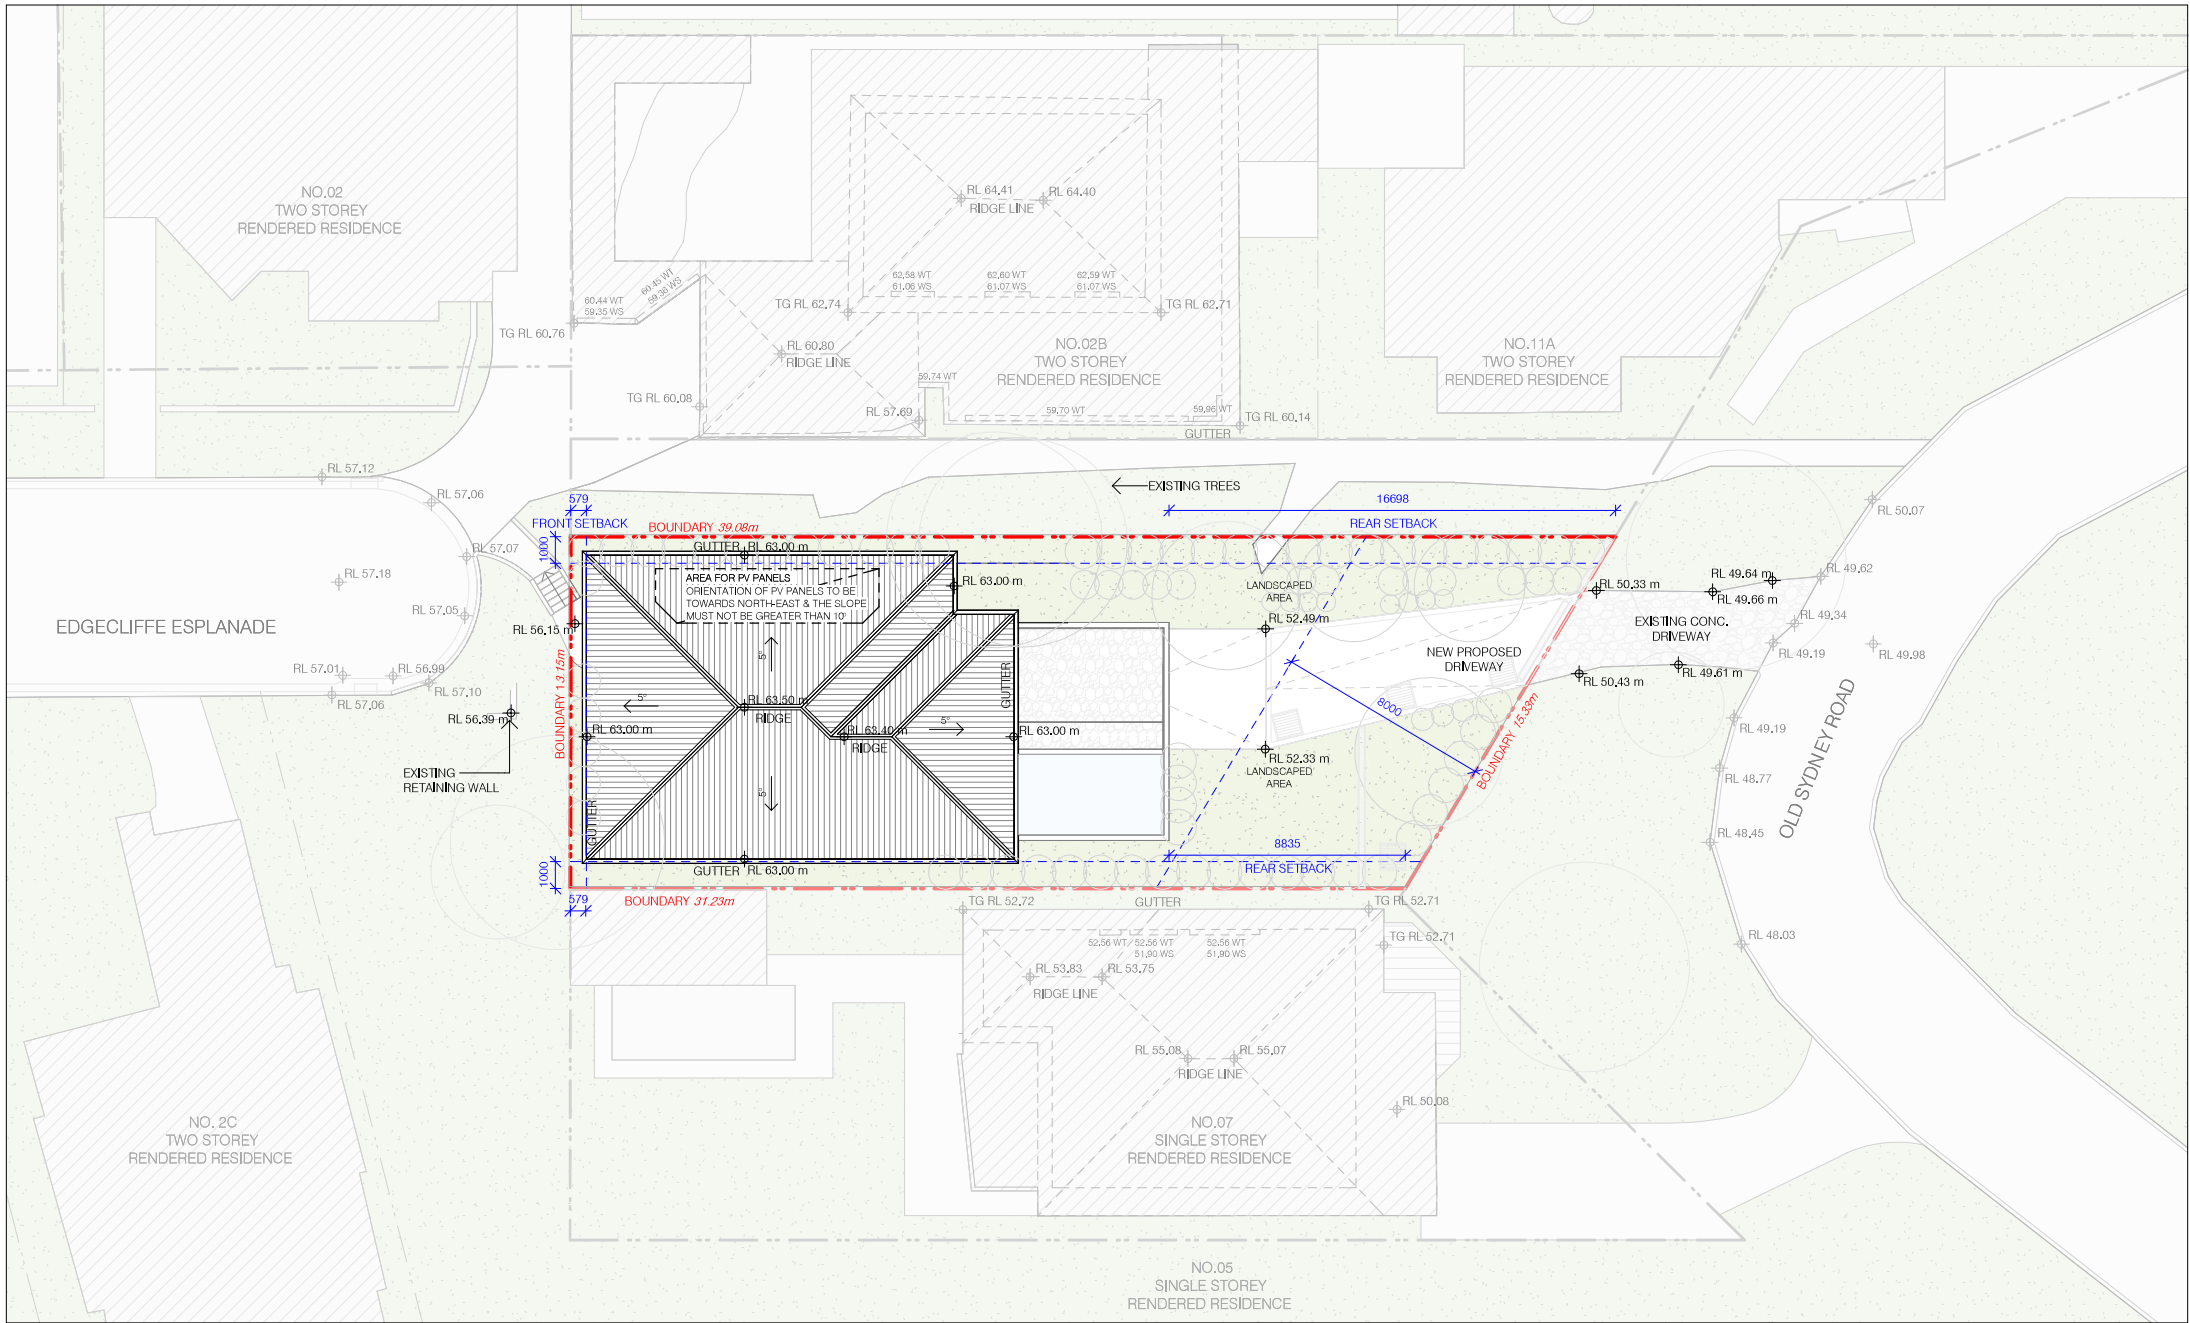 NO.02
TWO STOREY
RENDERED RESIDENCE
RL 64.41
RL 64.40
RIDGE LINE
60.45 WT
59.36 WS
62.58 WT
61.06 WS
62.60 WT
61.07 WS
62.59 WT
61.07 WS
60.44 WT
59.35 WS
TG RL 62.74
TG RL 62.71
TG RL 60.76
RL 60.80
RIDGE LINE
NO.02B
TWO STOREY
RENDERED RESIDENCE
NO.11A
TWO STOREY
RENDERED RESIDENCE
59.74 WT
TG RL 60.08
RL 57.69
59.70 WT
59.96 WT
TG RL 60.14
GUTTER
RL 57.12
RL 57.06
EXISTING TREES
579
16698
RL 50.07
FRONT SETBACK
BOUNDARY 39.08m
REAR SETBACK
1000
GUTTER
RL 63.00 m
RL 57.07
RL 57.18
AREA FOR PV PANELS
ORIENTATION OF PV PANELS TO BE
TOWARDS NORTH-EAST & THE SLOPE
MUST NOT BE GREATER THAN 10°
RL 63.00 m
LANDSCAPED
AREA
RL 50.33 m
RL 49.64 m
RL 49.62
RL 49.66 m
RL 57.05
EDGECLIFFE ESPLANADE
RL 56.15 m
RL 52.49 m
EXISTING CONC.
DRIVEWAY
RL 49.34
RL 49.19
RL 49.98
5°
NEW PROPOSED
DRIVEWAY
RL 57.01
RL 56.99
RL 57.10
RL 57.06
GUTTER
RL 50.43 m
RL 49.61 m
BOUNDARY 13.15m
5°
RL 63.50 m
RIDGE
8000
RL 56.39 m
RL 63.00 m
RL 63.40 m
RIDGE
5°
RL 63.00 m
BOUNDARY 15.33m
RL 49.19
OLD SYDNEY ROAD
EXISTING
RETAINING WALL
RL 52.33 m
LANDSCAPED
AREA
RL 48.77
5°
GUTTER
8835
RL 48.45
1000
GUTTER
RL 63.00 m
REAR SETBACK
579
BOUNDARY 31.23m
TG RL 52.72
GUTTER
TG RL 52.71
52.56 WT
52.56 WT
51.90 WS
52.56 WT
51.90 WS
TG RL 52.71
RL 48.03
RL 53.83
RL 53.75
RIDGE LINE
RL 55.08
RL 55.07
RIDGE LINE
RL 50.08
NO. 2C
TWO STOREY
RENDERED RESIDENCE
NO.07
SINGLE STOREY
RENDERED RESIDENCE
NO.05
SINGLE STOREY
RENDERED RESIDENCE